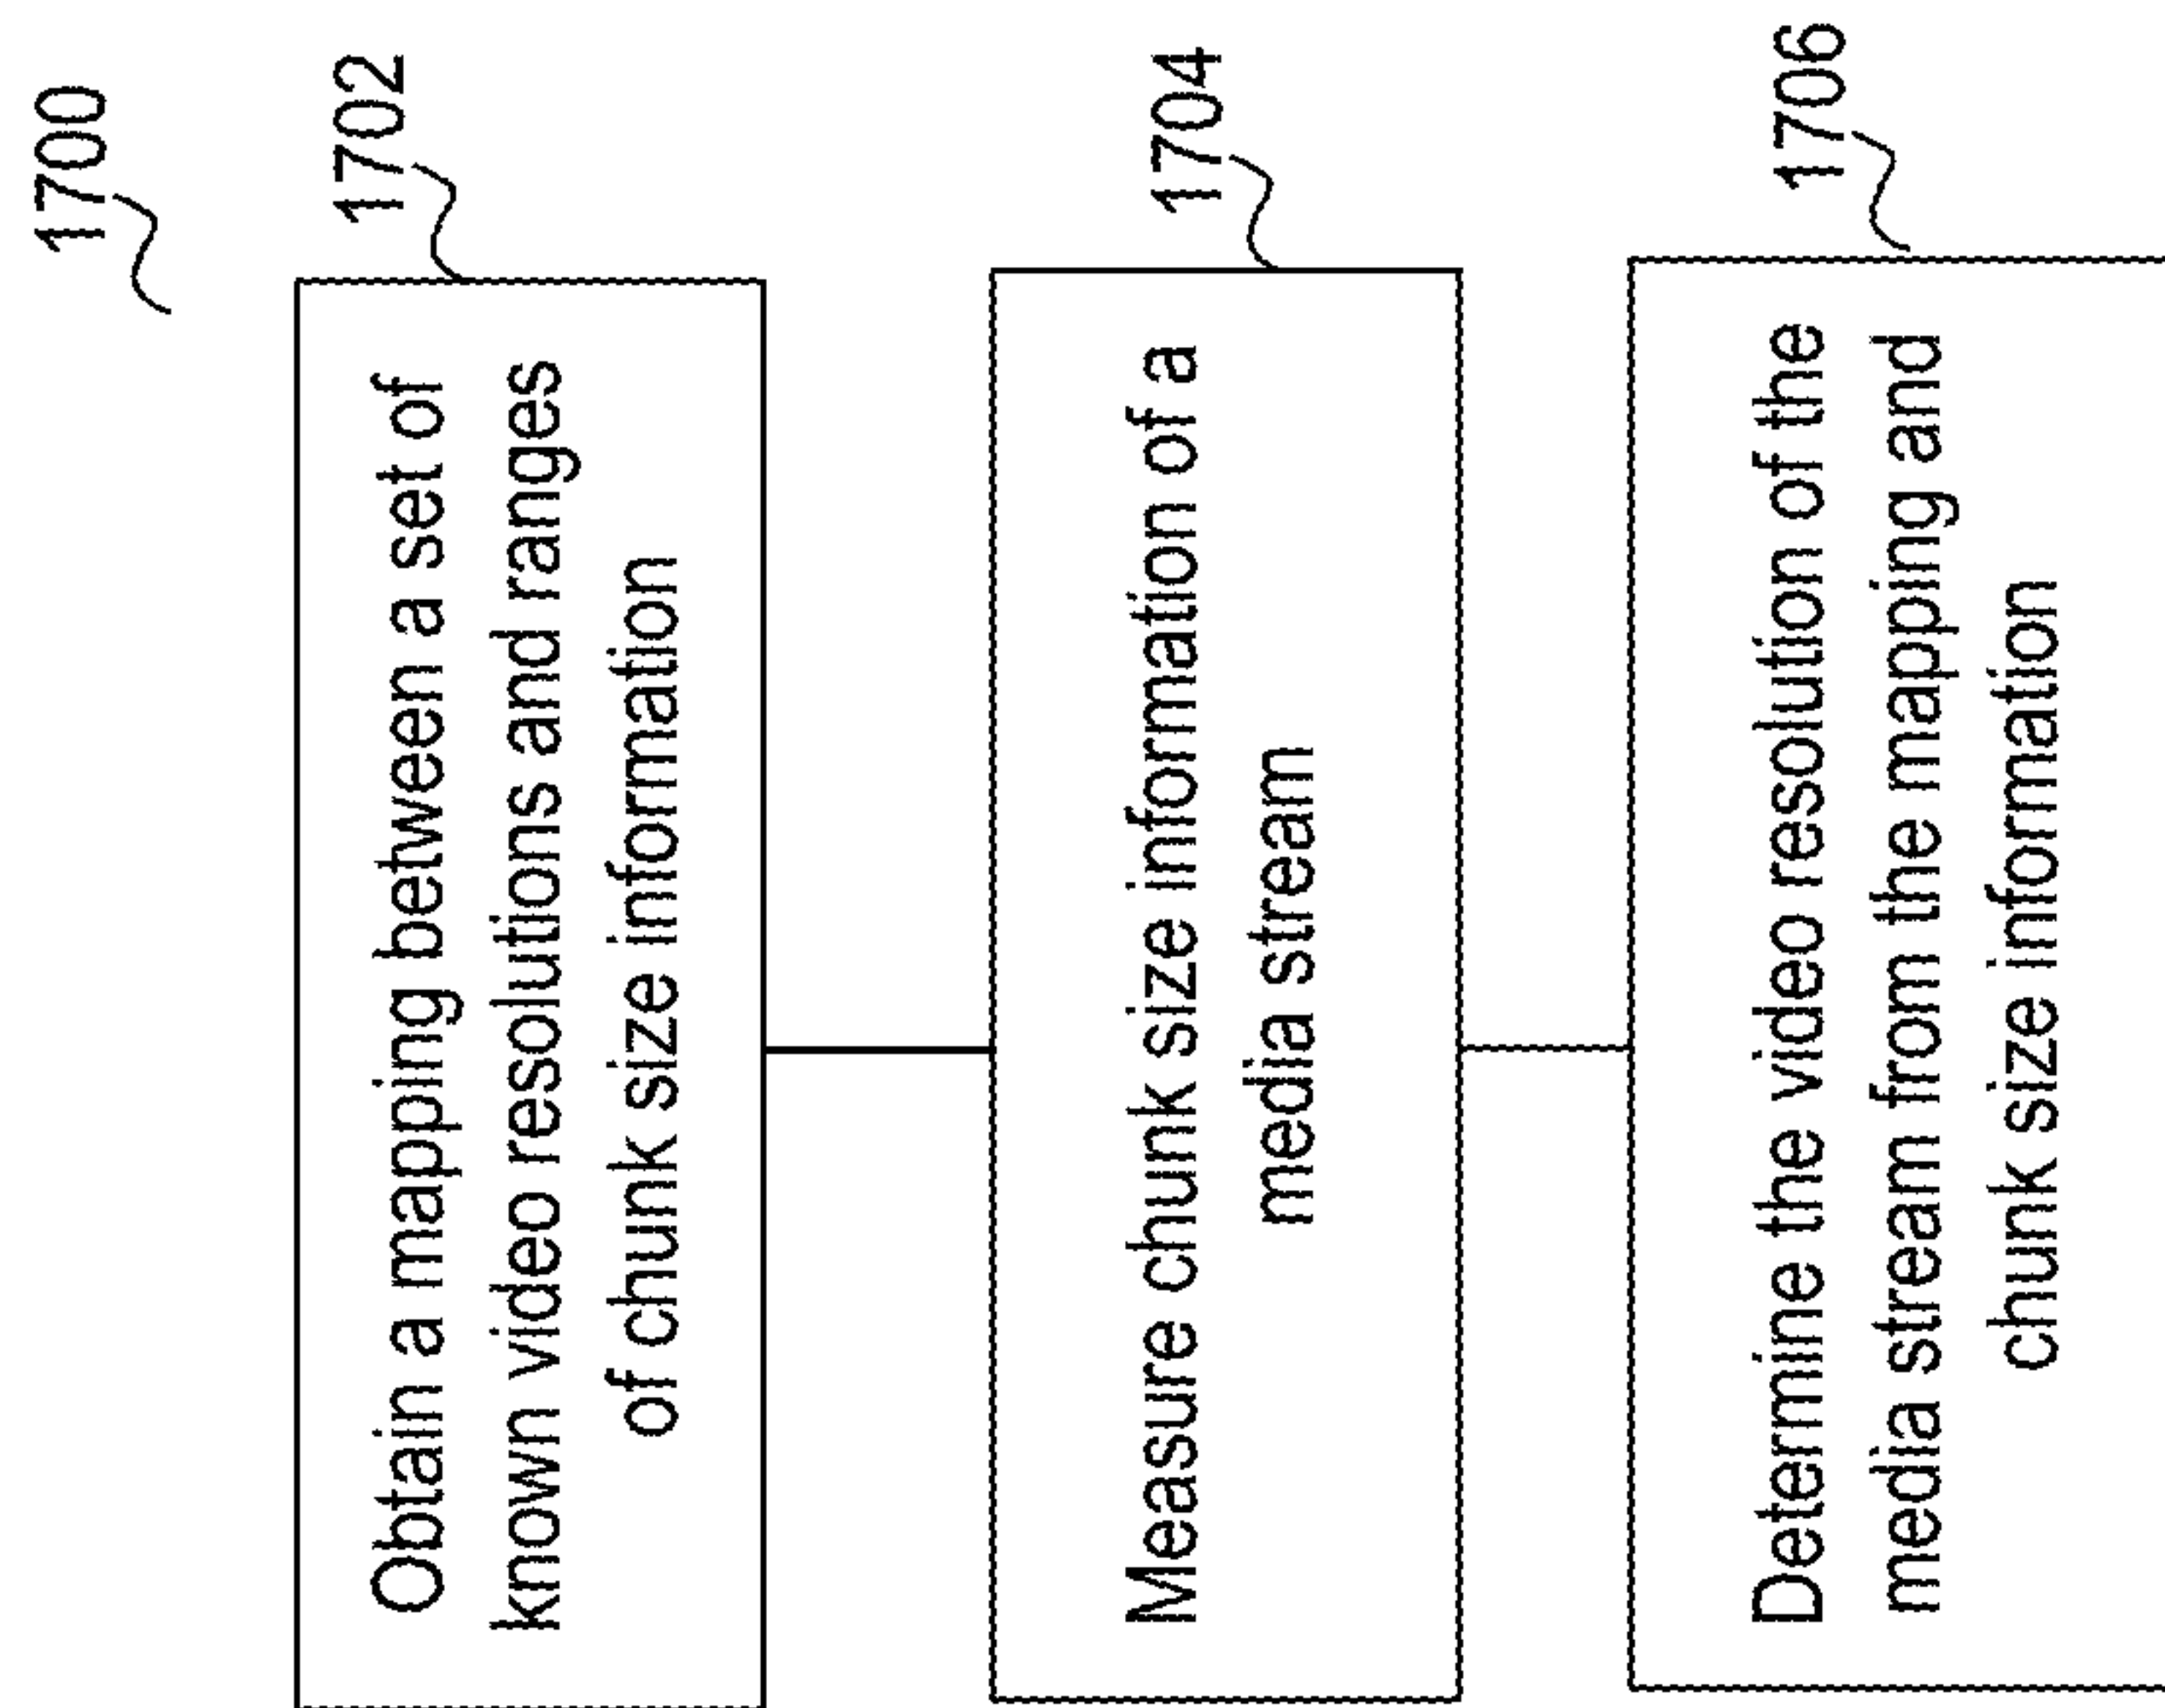 1700
1702
Obtain a mapping between a set of
known video resolutions and ranges
of chunk size information
1704
Measure chunk size information of a
media stream
1706
Determine the video resolution of the
media stream from the mapping and
chunk size information